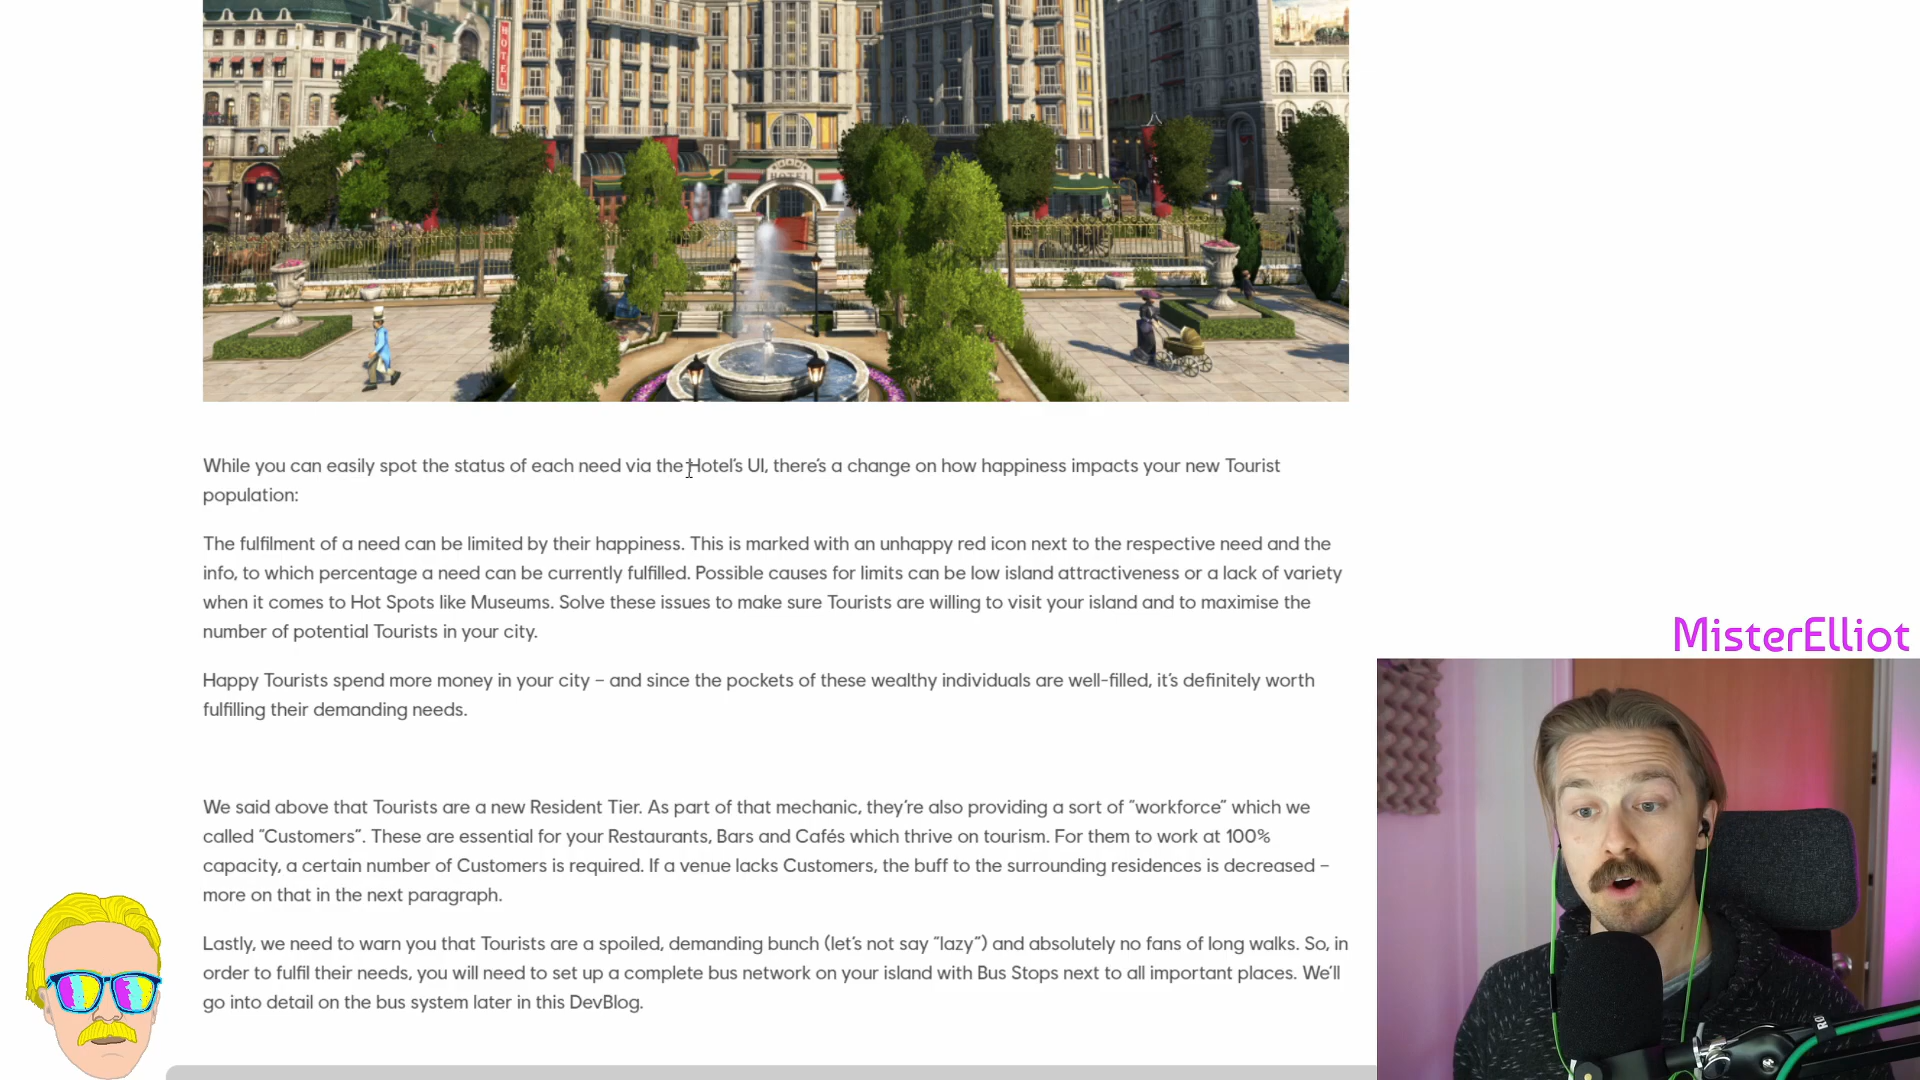 HOTEL
HOTEL
While you can easily spot the status of each need via the Hotel's UI, there's a change on how happiness impacts your new Tourist
population:
The fulfilment of a need can be limited by their happiness. This is marked with an unhappy red icon next to the respective need and the
info, to which percentage a need can be currently fulfilled. Possible causes for limits can be low island attractiveness or a lack of variety
when it comes to Hot Spots like Museums. Solve these issues to make sure Tourists are willing to visit your island and to maximise the
number of potential Tourists in your city.
MisterElliot
Happy Tourists spend more money in your city – and since the pockets of these wealthy individuals are well-filled, it's definitely worth
fulfilling their demanding needs.
We said above that Tourists are a new Resident Tier. As part of that mechanic, they're also providing a sort of "workforce" which we
called "Customers". These are essential for your Restaurants, Bars and Cafés which thrive on tourism. For them to work at 100%
capacity, a certain number of Customers is required. If a venue lacks Customers, the buff to the surrounding residences is decreased –
more on that in the next paragraph.
Lastly, we need to warn you that Tourists are a spoiled, demanding bunch (let's not say "lazy") and absolutely no fans of long walks. So, in
order to fulfil their needs, you will need to set up a complete bus network on your island with Bus Stops next to all important places. We'll
go into detail on the bus system later in this DevBlog.